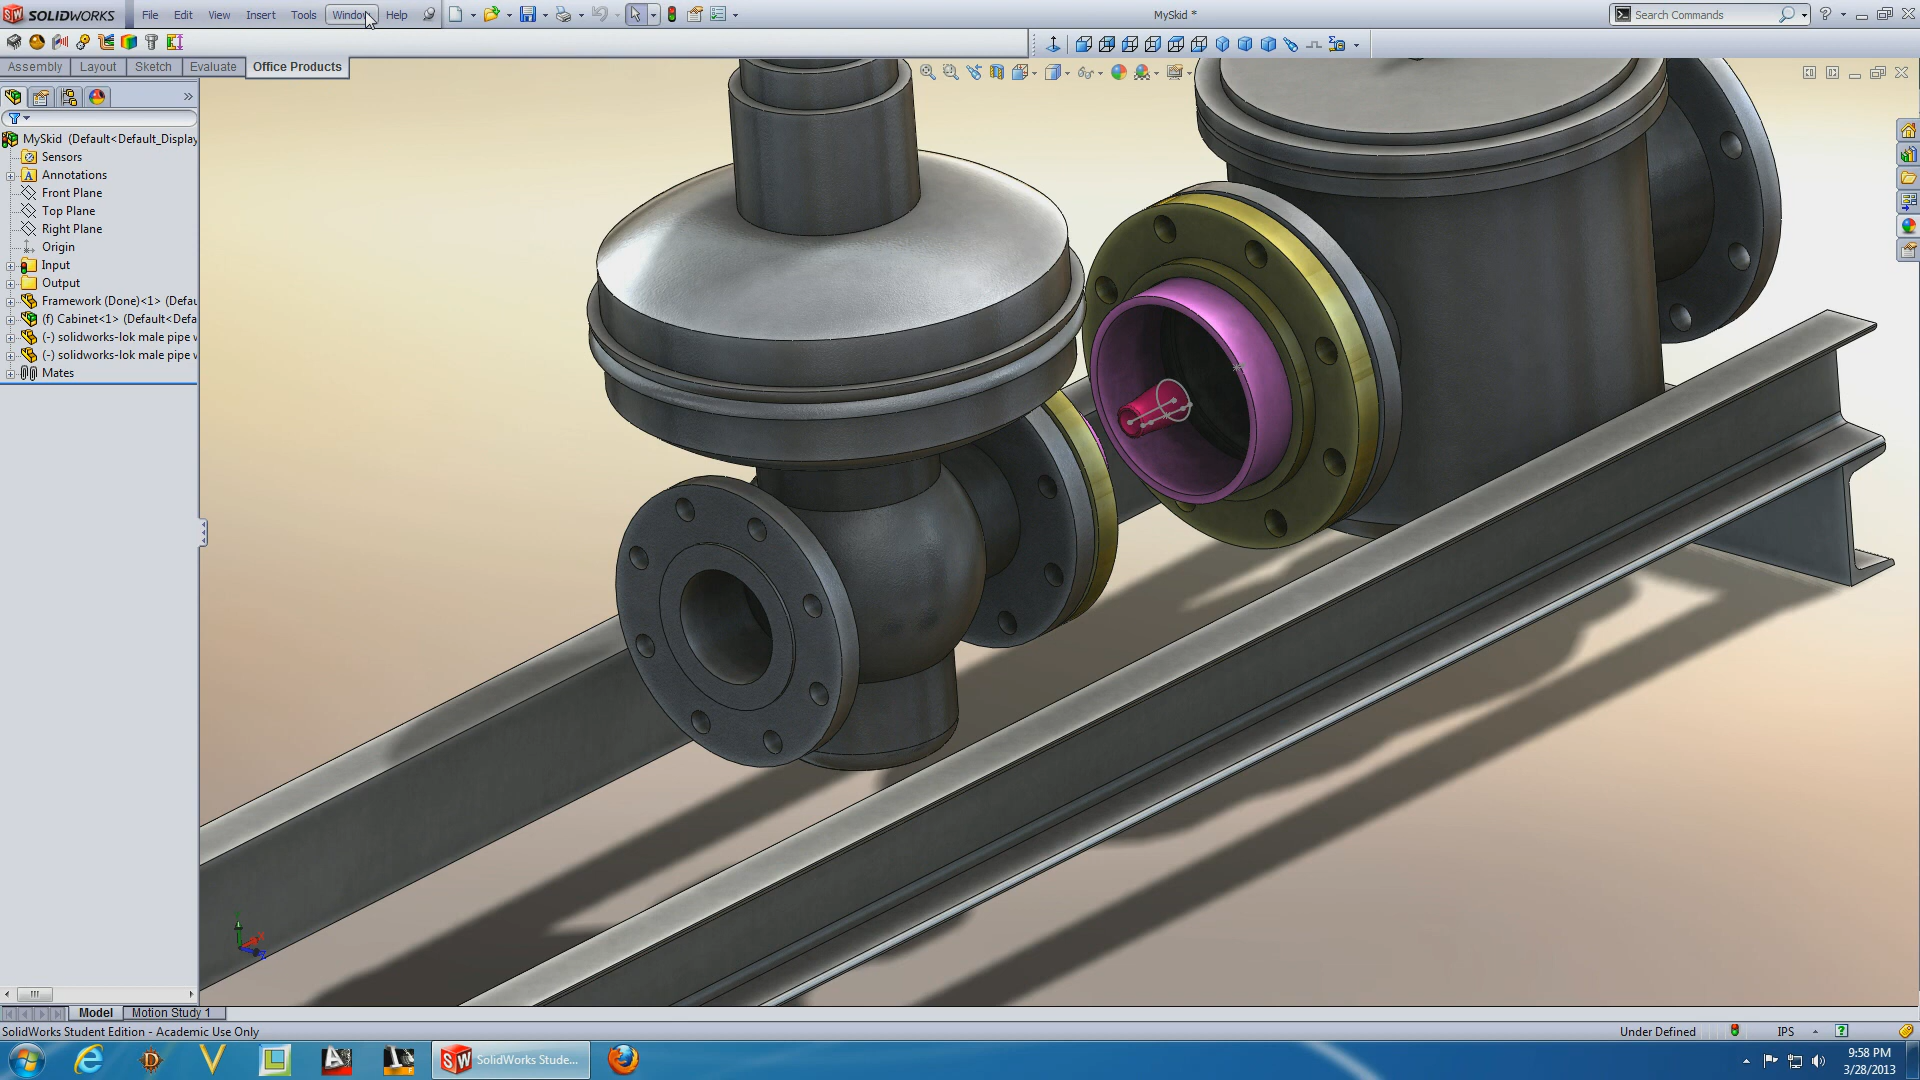 SOLIDWORKS File Edit View Insert Tools Window Help MySkid * Search Commands
Assembly Layout Sketch Evaluate Office Products
MySkid (Default<Default_Display
Sensors
Annotations
Front Plane
Top Plane
Right Plane
Origin
Input
Output
Framework (Done)<1> (Defau
(f) Cabinet<1> (Default<Defa
(-) solidworks-lok male pipe w
(-) solidworks-lok male pipe w
Mates
Model Motion Study 1
SolidWorks Student Edition - Academic Use Only Under Defined IPS
SolidWorks Stude...
9:58 PM
3/28/2013